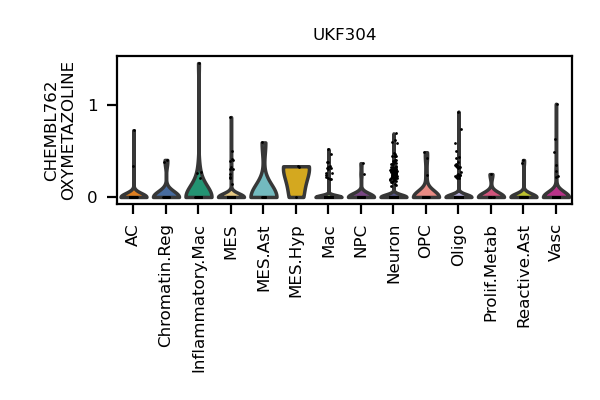 UKF304
CHEMBL762
OXYMETAZOLINE
1
0
AC
Chromatin.Reg
Inflammatory.Mac
MES
MES.Ast
MES.Hyp
Mac
NPC
Neuron
OPC
Oligo
Prolif.Metab
Reactive.Ast
Vasc